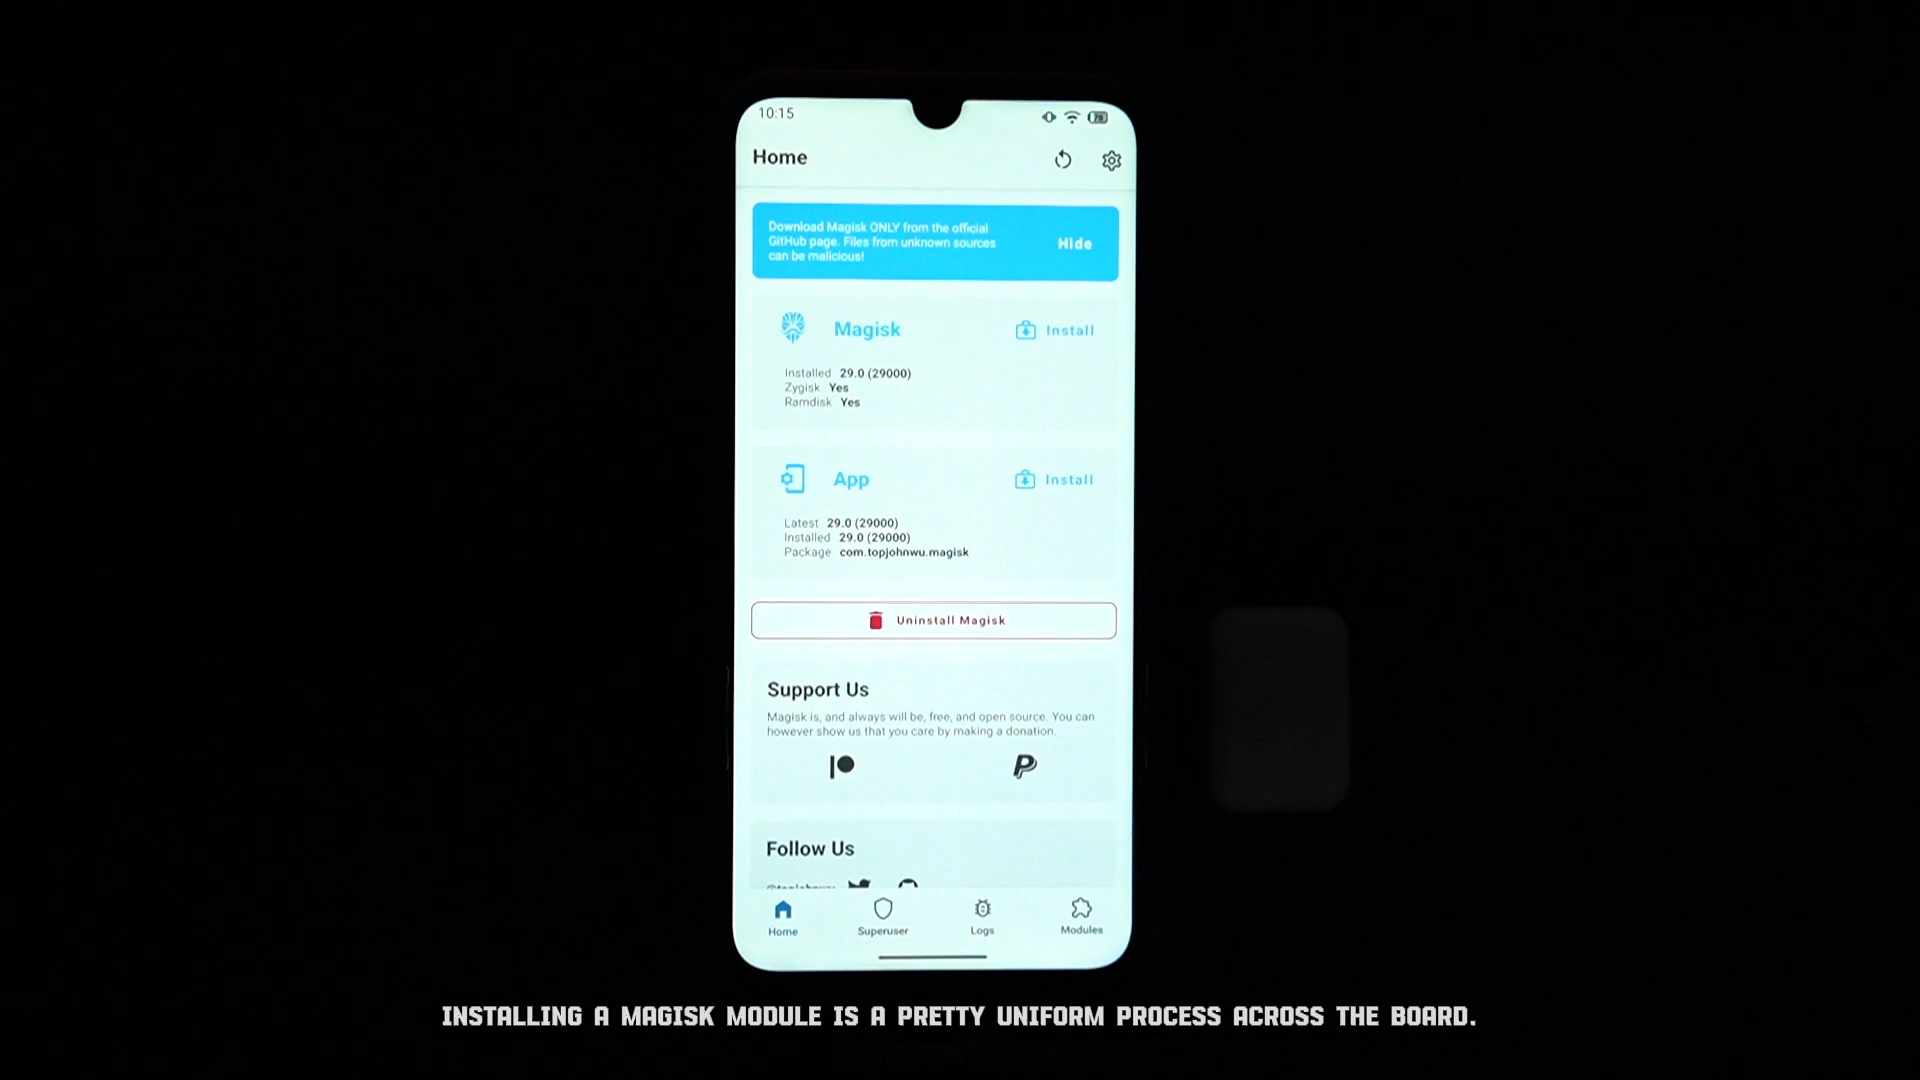 10:15
78
Home
Download Magisk ONLY from the official
GitHub page. Files from unknown sources
can be malicious!
Hide
Magisk
Install
Installed 29.0 (29000)
Zygisk Yes
Ramdisk Yes
App
Install
Latest 29.0 (29000)
Installed 29.0 (29000)
Package com.topjohnwu.magisk
Uninstall Magisk
Support Us
Magisk is, and always will be, free, and open source. You can
however show us that you care by making a donation.
Follow Us
Home
Superuser
Logs
Modules
INSTALLING A MAGISK MODULE IS A PRETTY UNIFORM PROCESS ACROSS THE BOARD.